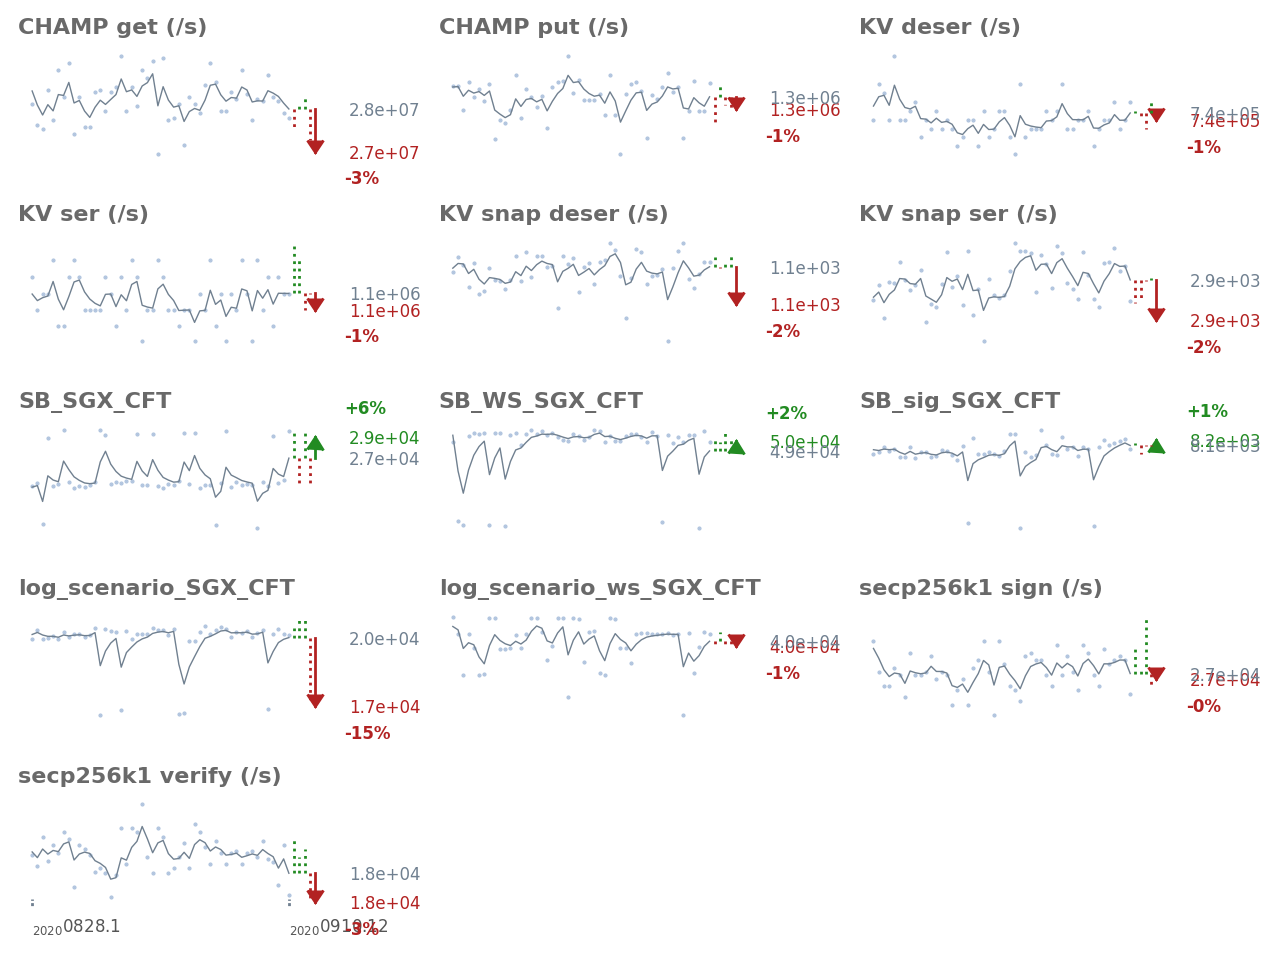 CHAMP get (/s)
2.8e+07
2.7e+07
-3%
CHAMP put (/s)
1.3e+06
1.3e+06
-1%
KV deser (/s)
7.4e+05
7.4e+05
-1%
KV ser (/s)
1.1e+06
1.1e+06
-1%
KV snap deser (/s)
1.1e+03
1.1e+03
-2%
KV snap ser (/s)
2.9e+03
2.9e+03
-2%
SB_SGX_CFT
+6%
2.9e+04
2.7e+04
SB_WS_SGX_CFT
+2%
5.0e+04
4.9e+04
SB_sig_SGX_CFT
+1%
8.2e+03
8.1e+03
log_scenario_SGX_CFT
2.0e+04
1.7e+04
-15%
log_scenario_ws_SGX_CFT
4.0e+04
4.0e+04
-1%
secp256k1 sign (/s)
2.7e+04
2.7e+04
-0%
secp256k1 verify (/s)
1.8e+04
1.8e+04
-3%
20200828.1
2020